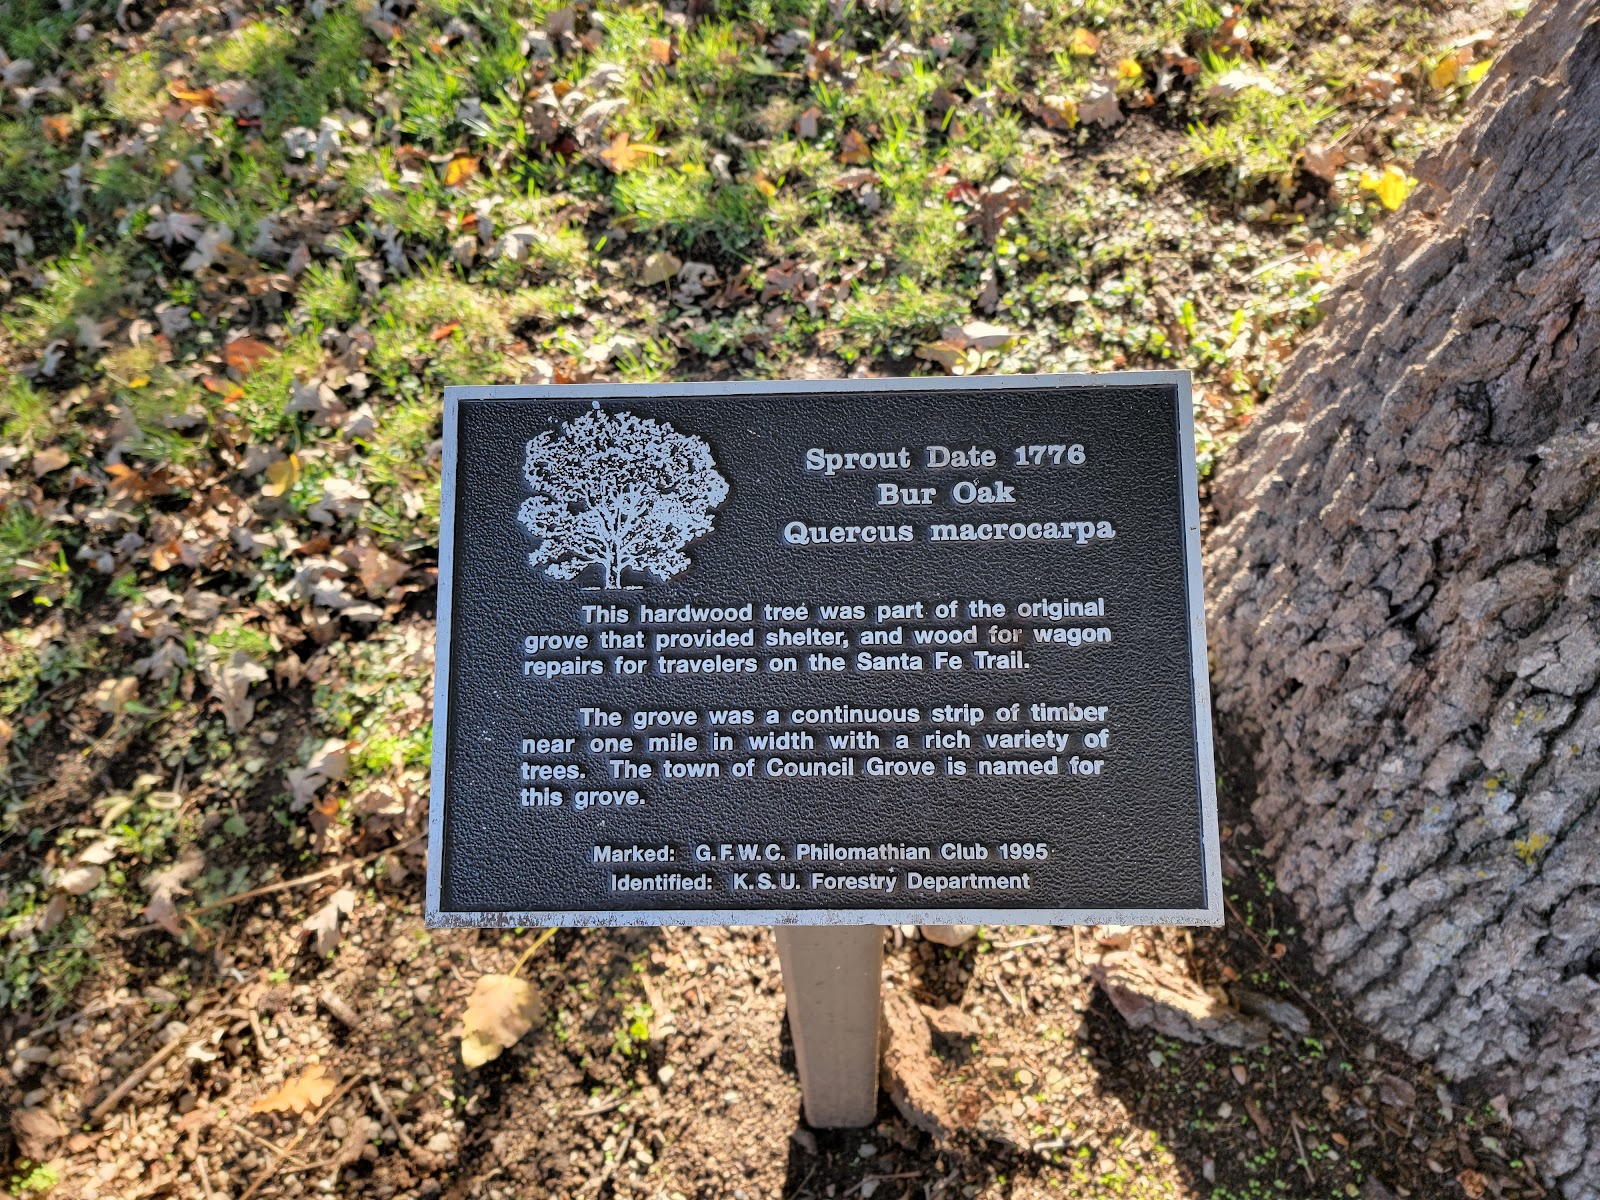 Sprout Date 1776
Bur Oak
Quercus macrocarpa
This hardwood tree was part of the original
grove that provided shelter, and wood for wagon
repairs for travelers on the Santa Fe Trail.
The grove was a continuous strip of timber
near one mile in width with a rich variety of
trees. The town of Council Grove is named for
this grove.
Marked: G.F.W.C. Philomathian Club 1995
Identified: K.S.U. Forestry Department